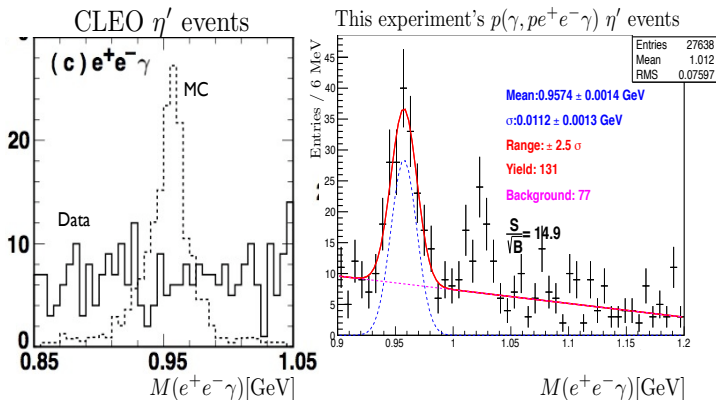 CLEO η′ events
(c) e⁺e⁻γ
MC
Data
20
10
0
0.85
0.95
1.05
M(e⁺e⁻γ)[GeV]
This experiment's p(γ, pe⁺e⁻γ) η′ events
Entries 27638
Mean 1.012
RMS 0.07597
Entries / 6 MeV
Mean:0.9574 ± 0.0014 GeV
σ:0.0112 ± 0.0013 GeV
Range: ± 2.5 σ
Yield: 131
Background: 77
S/√B = 14.9
45
40
35
30
25
20
15
10
5
0
0.9
0.95
1
1.05
1.1
1.15
1.2
M(e⁺e⁻γ)[GeV]